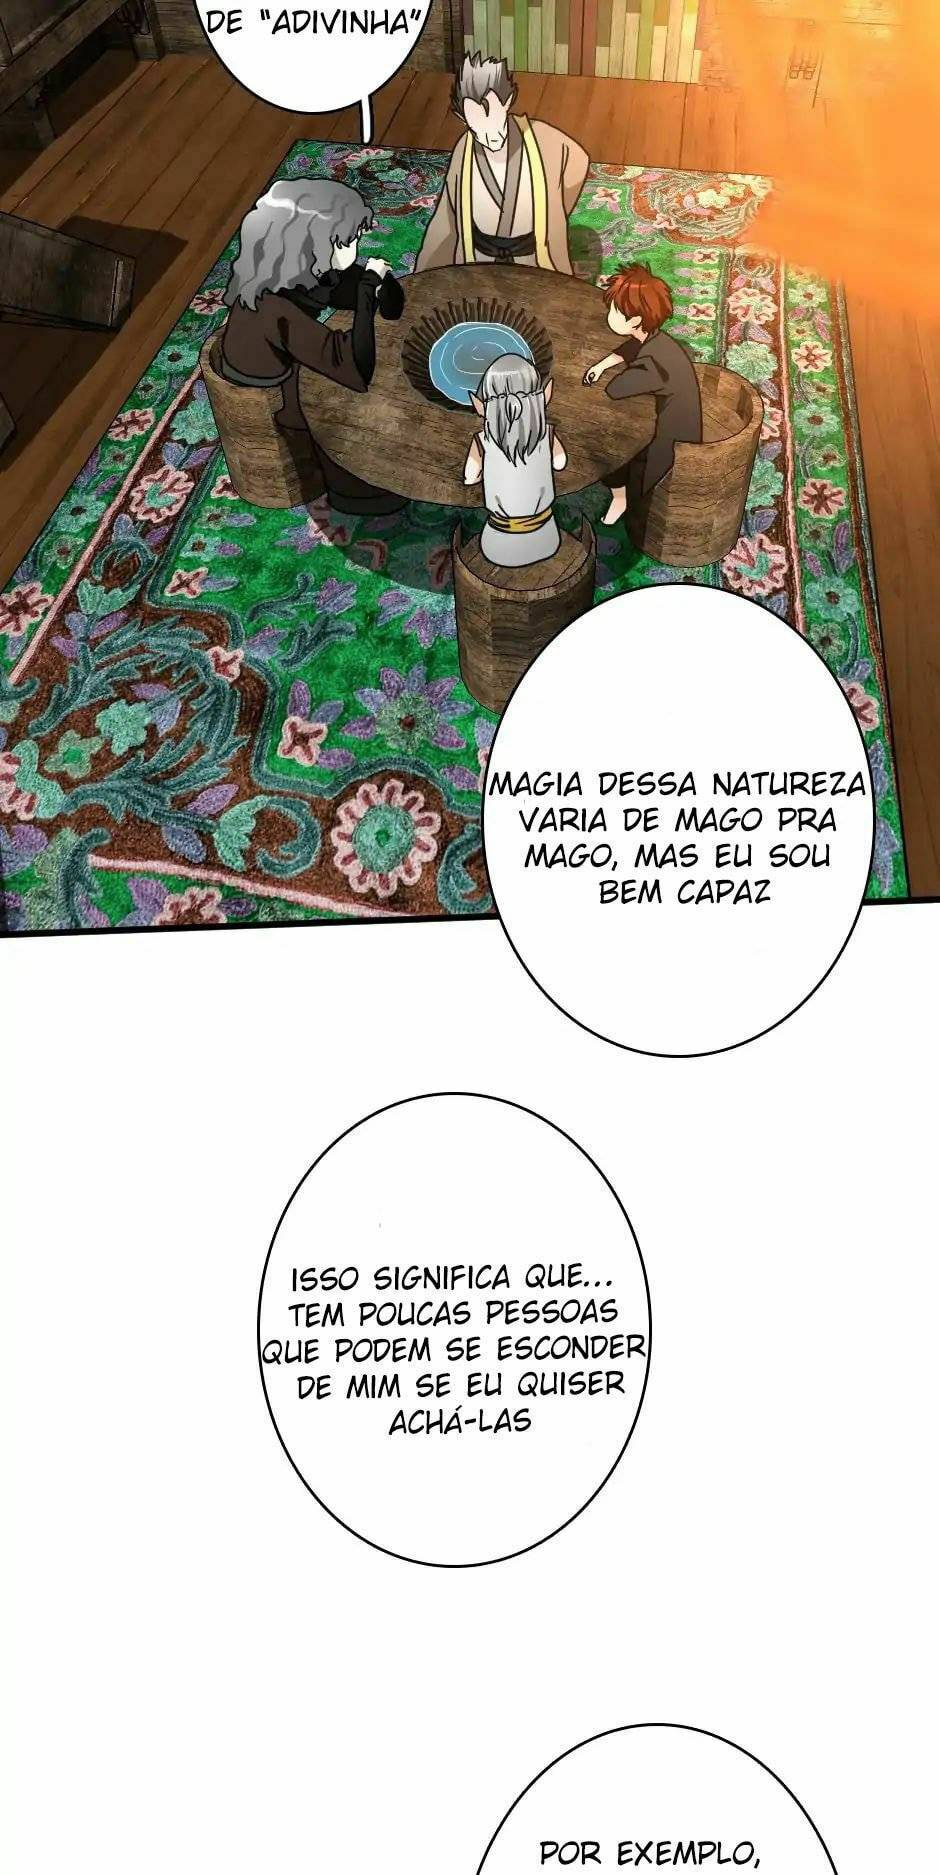 DE "ADIVINHA"
MAGIA DESSA NATUREZA
VARIA DE MAGO PRA
MAGO, MAS EU SOU
BEM CAPAZ
ISSO SIGNIFICA QUE...
TEM POUCAS PESSOAS
QUE PODEM SE ESCONDER
DE MIM SE EU QUISER
ACHÁ-LAS
POR EXEMPLO,